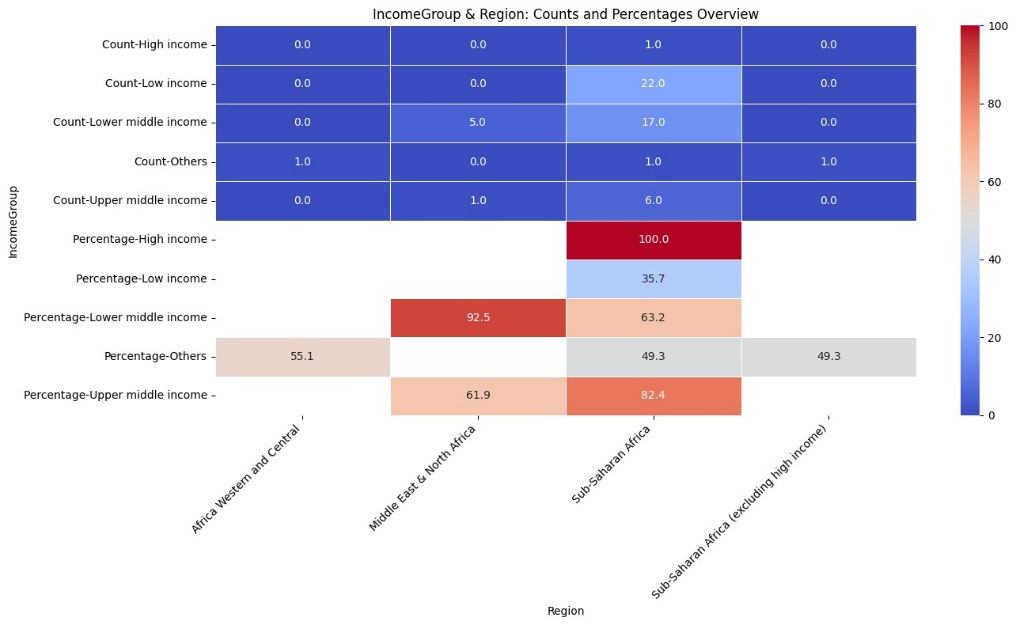 IncomeGroup & Region: Counts and Percentages Overview
IncomeGroup
Count-High income
0.0 0.0 1.0 0.0
Count-Low income
0.0 0.0 22.0 0.0
Count-Lower middle income
0.0 5.0 17.0 0.0
Count-Others
1.0 0.0 1.0 1.0
Count-Upper middle income
0.0 1.0 6.0 0.0
Percentage-High income
100.0
Percentage-Low income
35.7
Percentage-Lower middle income
92.5 63.2
Percentage-Others
55.1 49.3 49.3
Percentage-Upper middle income
61.9 82.4
Africa Western and Central
Middle East & North Africa
Sub-Saharan Africa
Sub-Saharan Africa (excluding high income)
Region
100
80
60
40
20
0